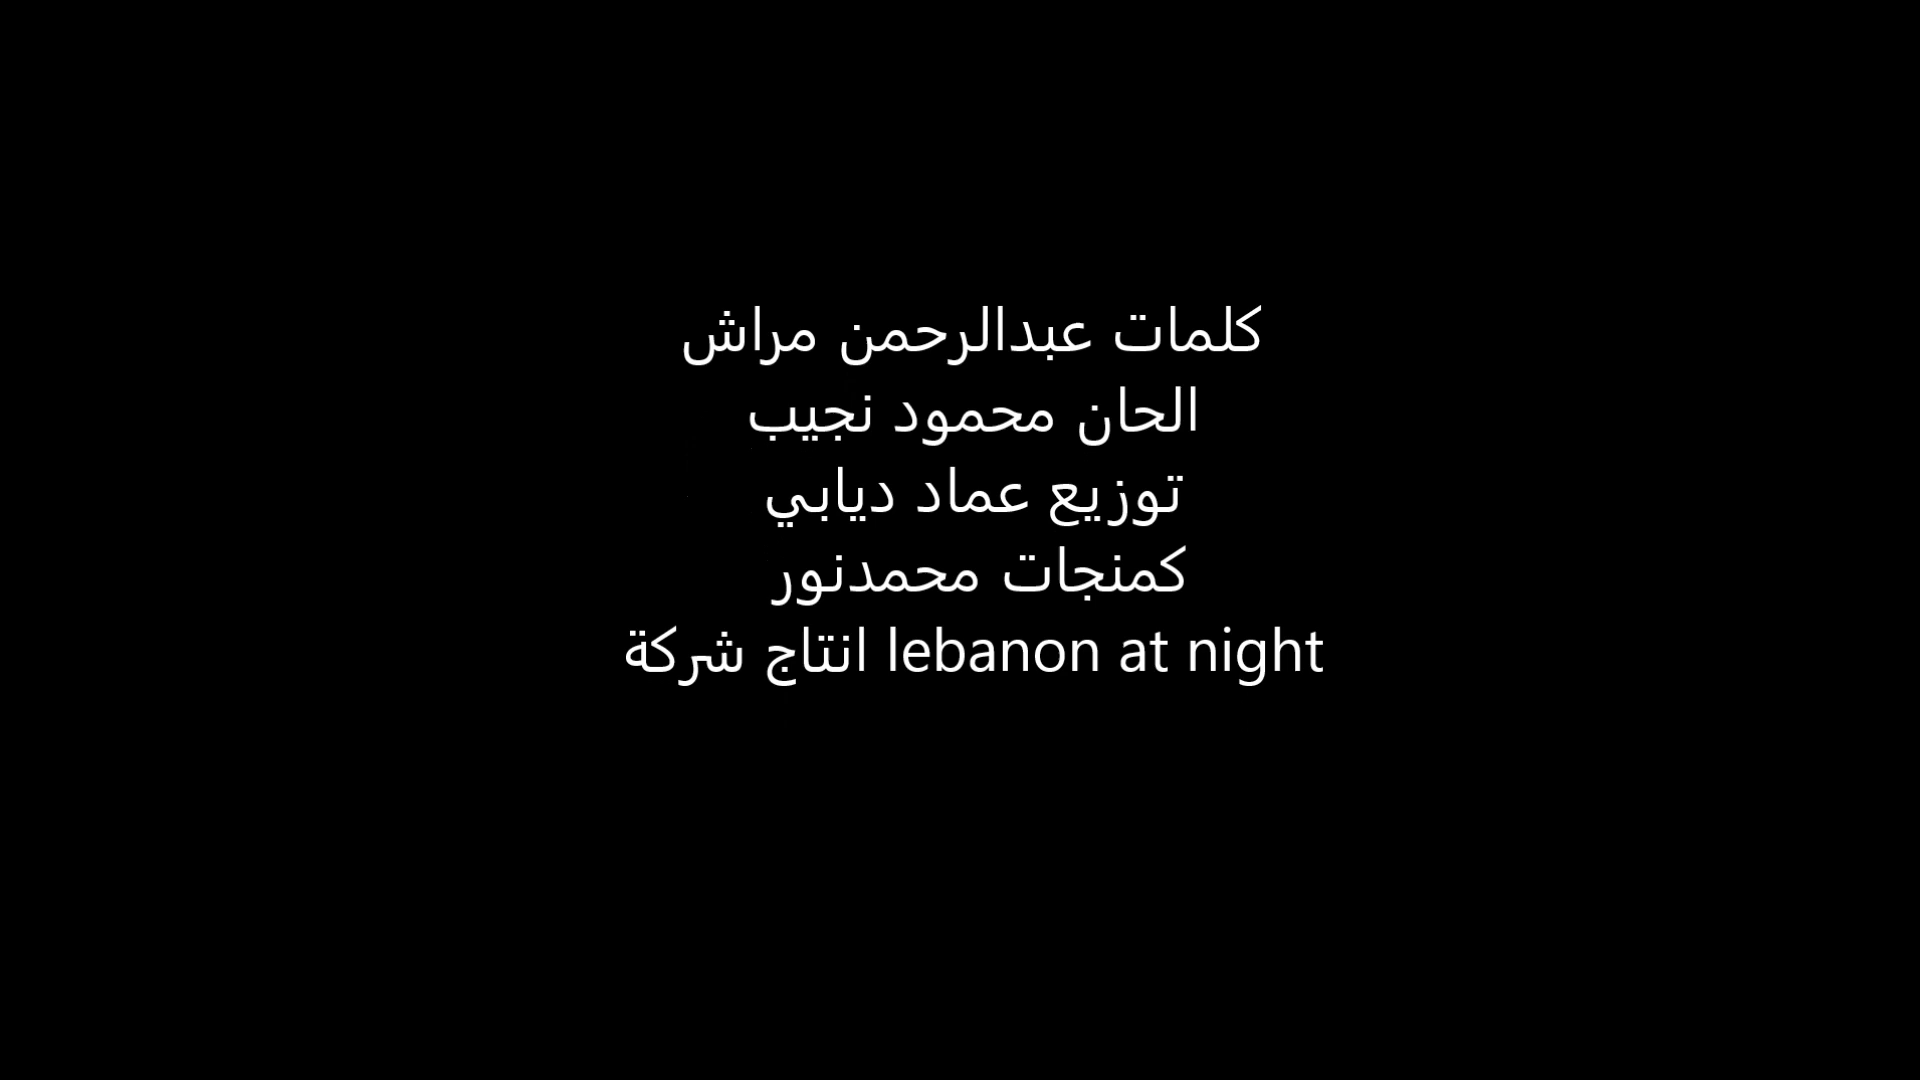 كلمات عبدالرحمن مراش
الحان محمود نجيب
توزيع عماد ديابي
كمنجات محمدنور
انتاج شركة lebanon at night